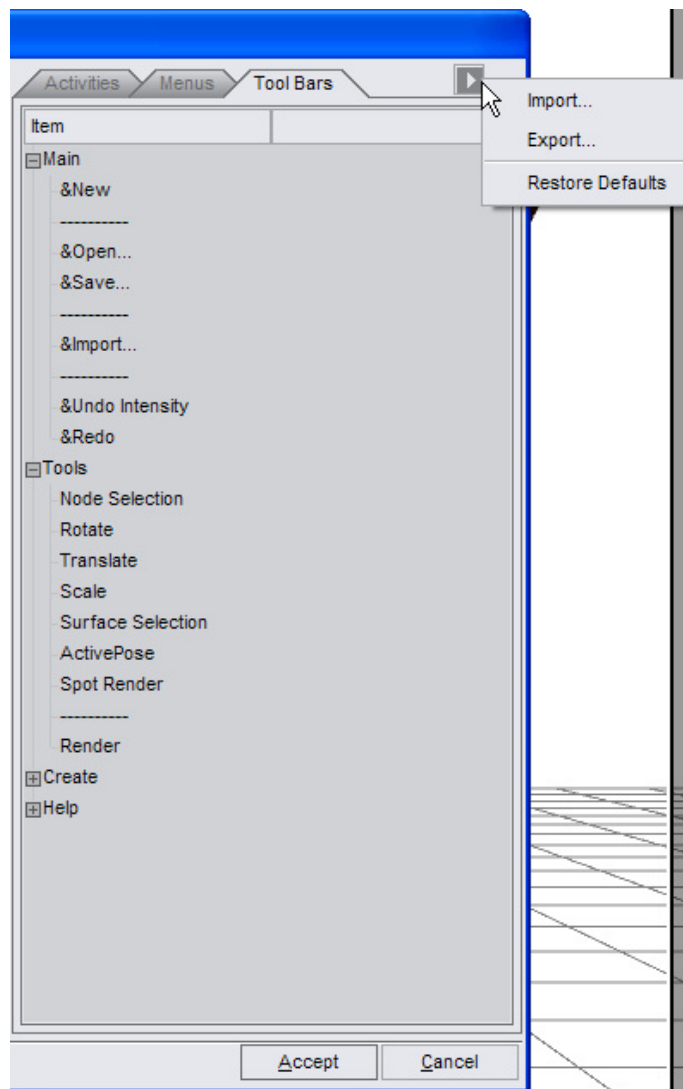 Activities Menus Tool Bars
Import...
Item
Export...
Main
&New
Restore Defaults
----------
&Open...
&Save...
----------
&Import...
----------
&Undo Intensity
&Redo
Tools
Node Selection
Rotate
Translate
Scale
Surface Selection
ActivePose
Spot Render
----------
Render
Create
Help
Accept Cancel